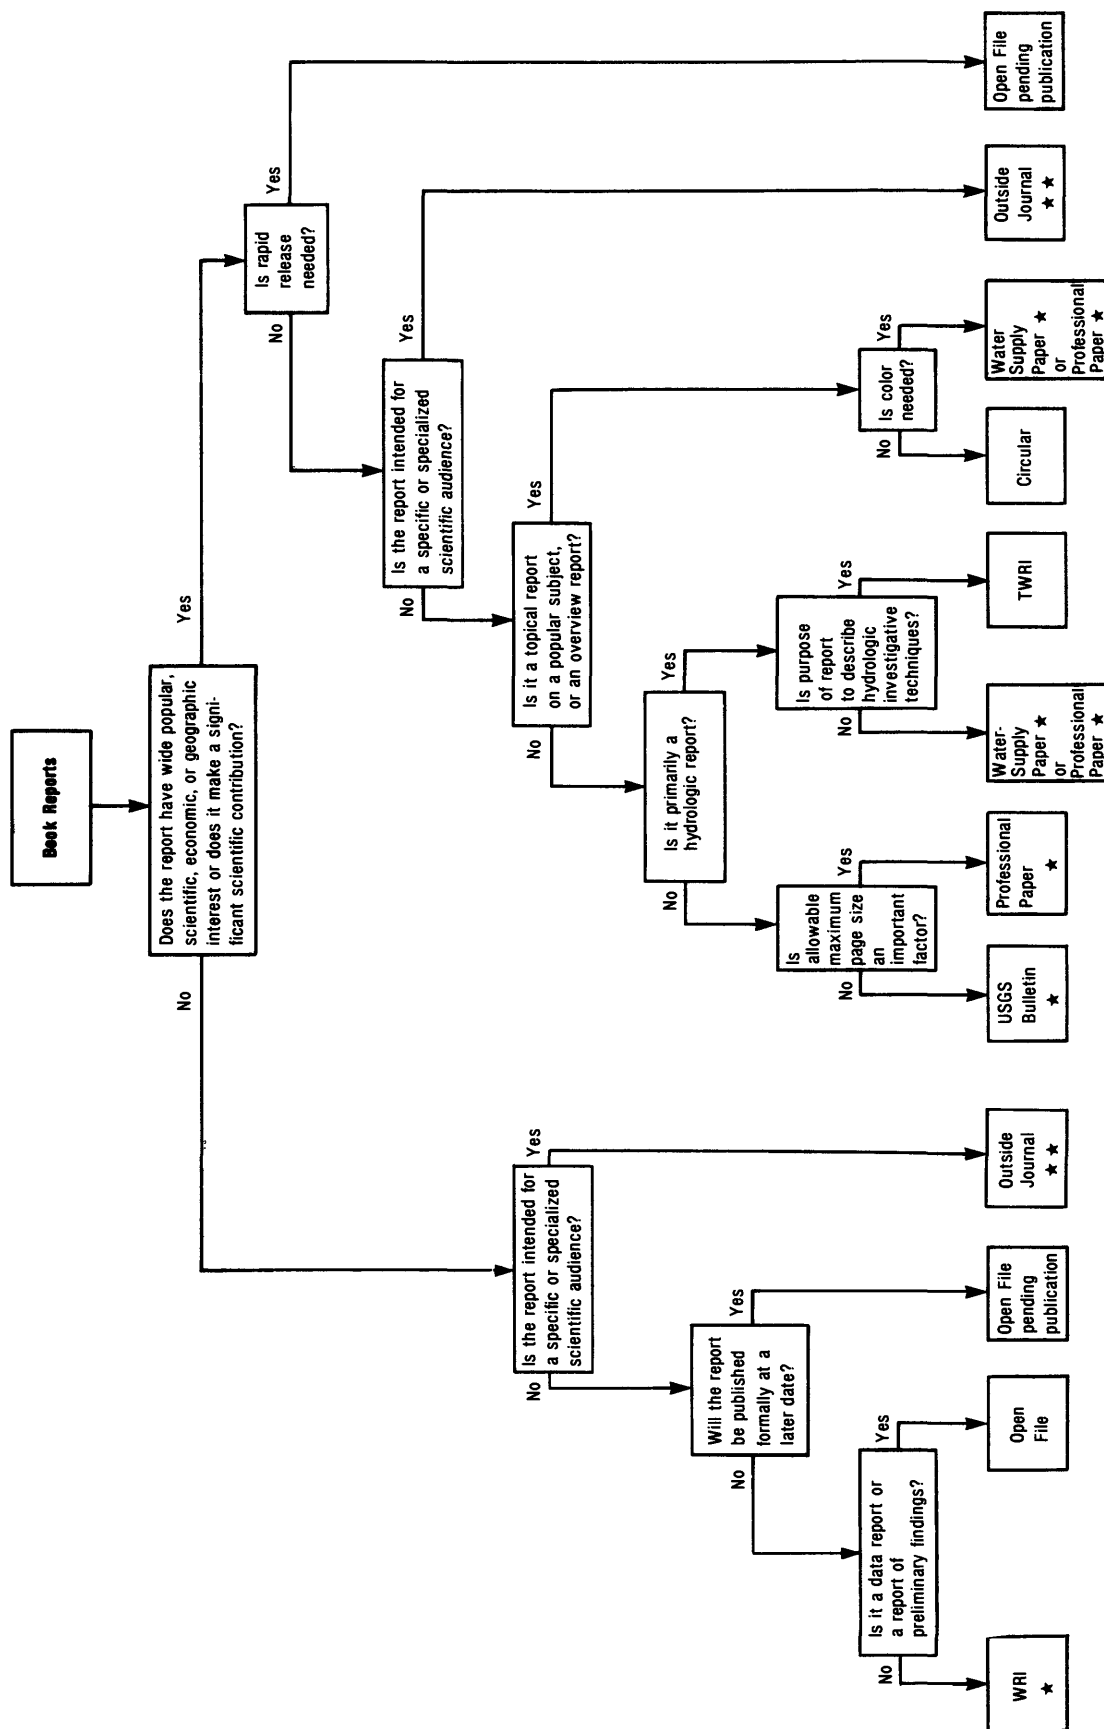 Book Reports
Does the report have wide popular,
scientific, economic, or geographic
interest or does it make a signi-
ficant scientific contribution?
No
Yes
Is rapid
release
needed?
No
Yes
Is the report intended for
a specific or specialized
scientific audience?
No
Yes
Is the report intended for
a specific or specialized
scientific audience?
No
Yes
Is it a topical report
on a popular subject,
or an overview report?
No
Yes
Is it primarily a
hydrologic report?
No
Yes
Will the report
be published
formally at a
later date?
No
Yes
Is
allowable
maximum
page size
an
important
factor?
No
Yes
Is purpose
of report
to describe
hydrologic
investigative
techniques?
No
Yes
Is color
needed?
No
Yes
Is it a data report or
a report of
preliminary findings?
No
Yes
WRI
★
Open
File
Open File
pending
publication
Outside
Journal
★ ★
USGS
Bulletin
★
Professional
Paper
★
Water-
Supply
Paper ★
or
Professional
Paper ★
TWRI
Circular
Water
Supply
Paper ★
or
Professional
Paper ★
Outside
Journal
★ ★
Open File
pending
publication